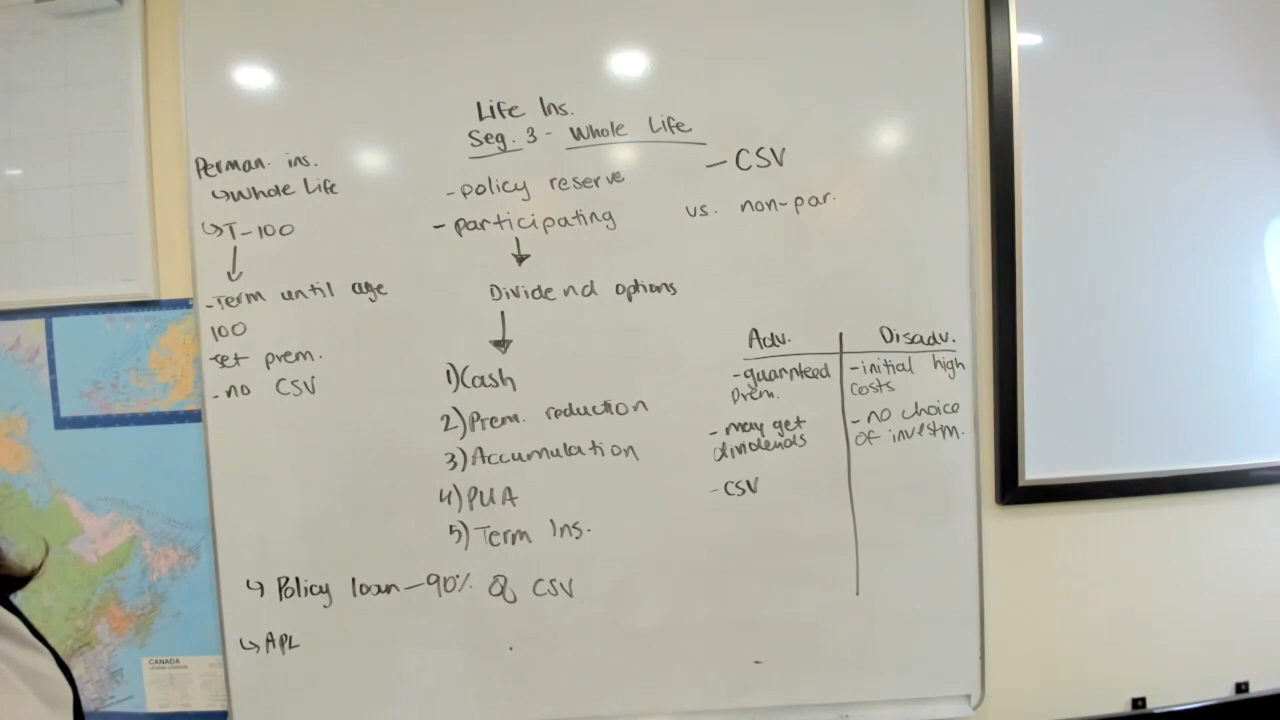 Life Ins.
Seg. 3 - Whole Life
Perman. ins.
↳Whole Life
↳T-100
-Term until age
100
-set prem.
- no CSV
- policy reserve
- CSV
- participating vs. non-par.
Dividend options
1)Cash
2)Prem. reduction
3)Accumulation
4)PUA
5)Term Ins.
↳ Policy loan - 90% of CSV
↳ APL
Adv.
- guarnteed
prem.
- may get
dividends
- CSV
Disadv.
- initial high
costs
- no choice
of investm.
CANADA